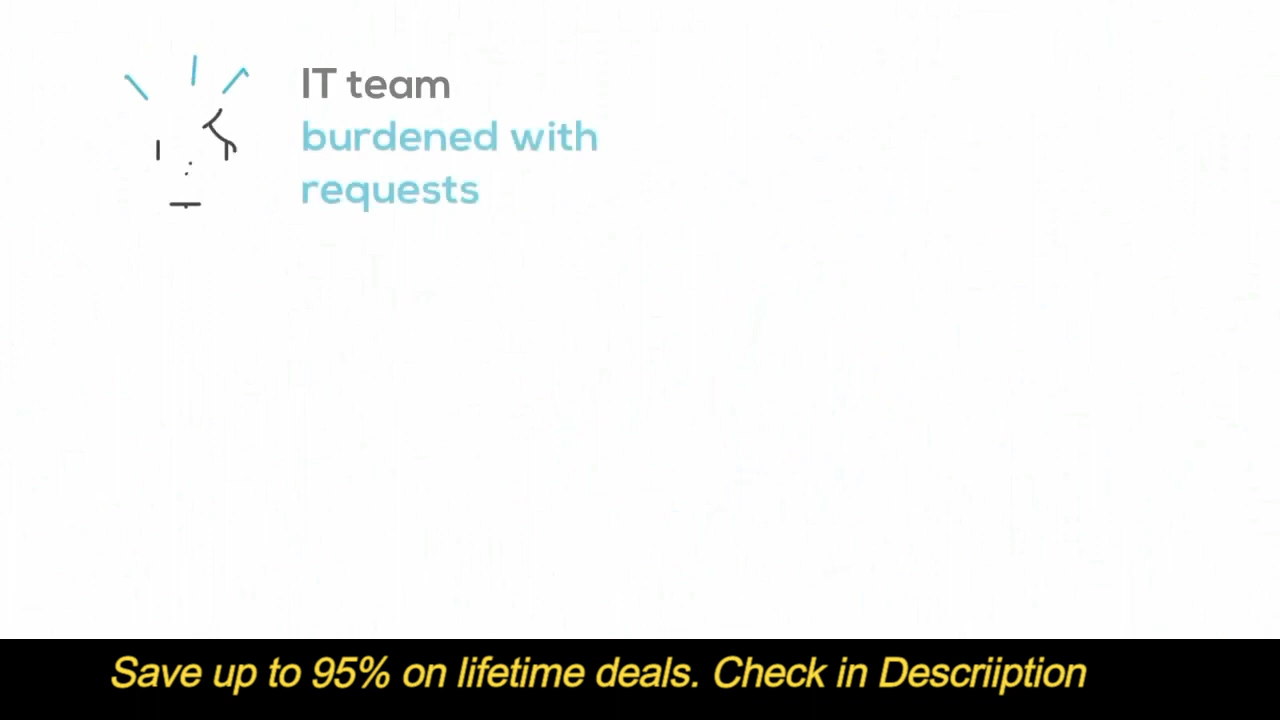 IT team
burdened with
requests
Save up to 95% on lifetime deals. Check in Descriiption